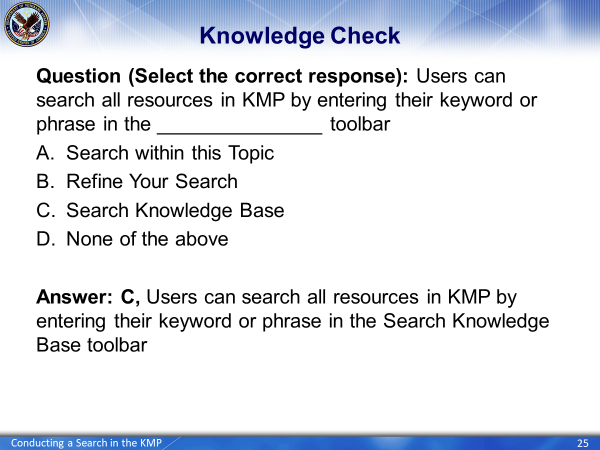 Knowledge Check
Question (Select the correct response): Users can
search all resources in KMP by entering their keyword or
phrase in the _______________ toolbar
A. Search within this Topic
B. Refine Your Search
C. Search Knowledge Base
D. None of the above
Answer: C, Users can search all resources in KMP by
entering their keyword or phrase in the Search Knowledge
Base toolbar
Conducting a Search in the KMP
25